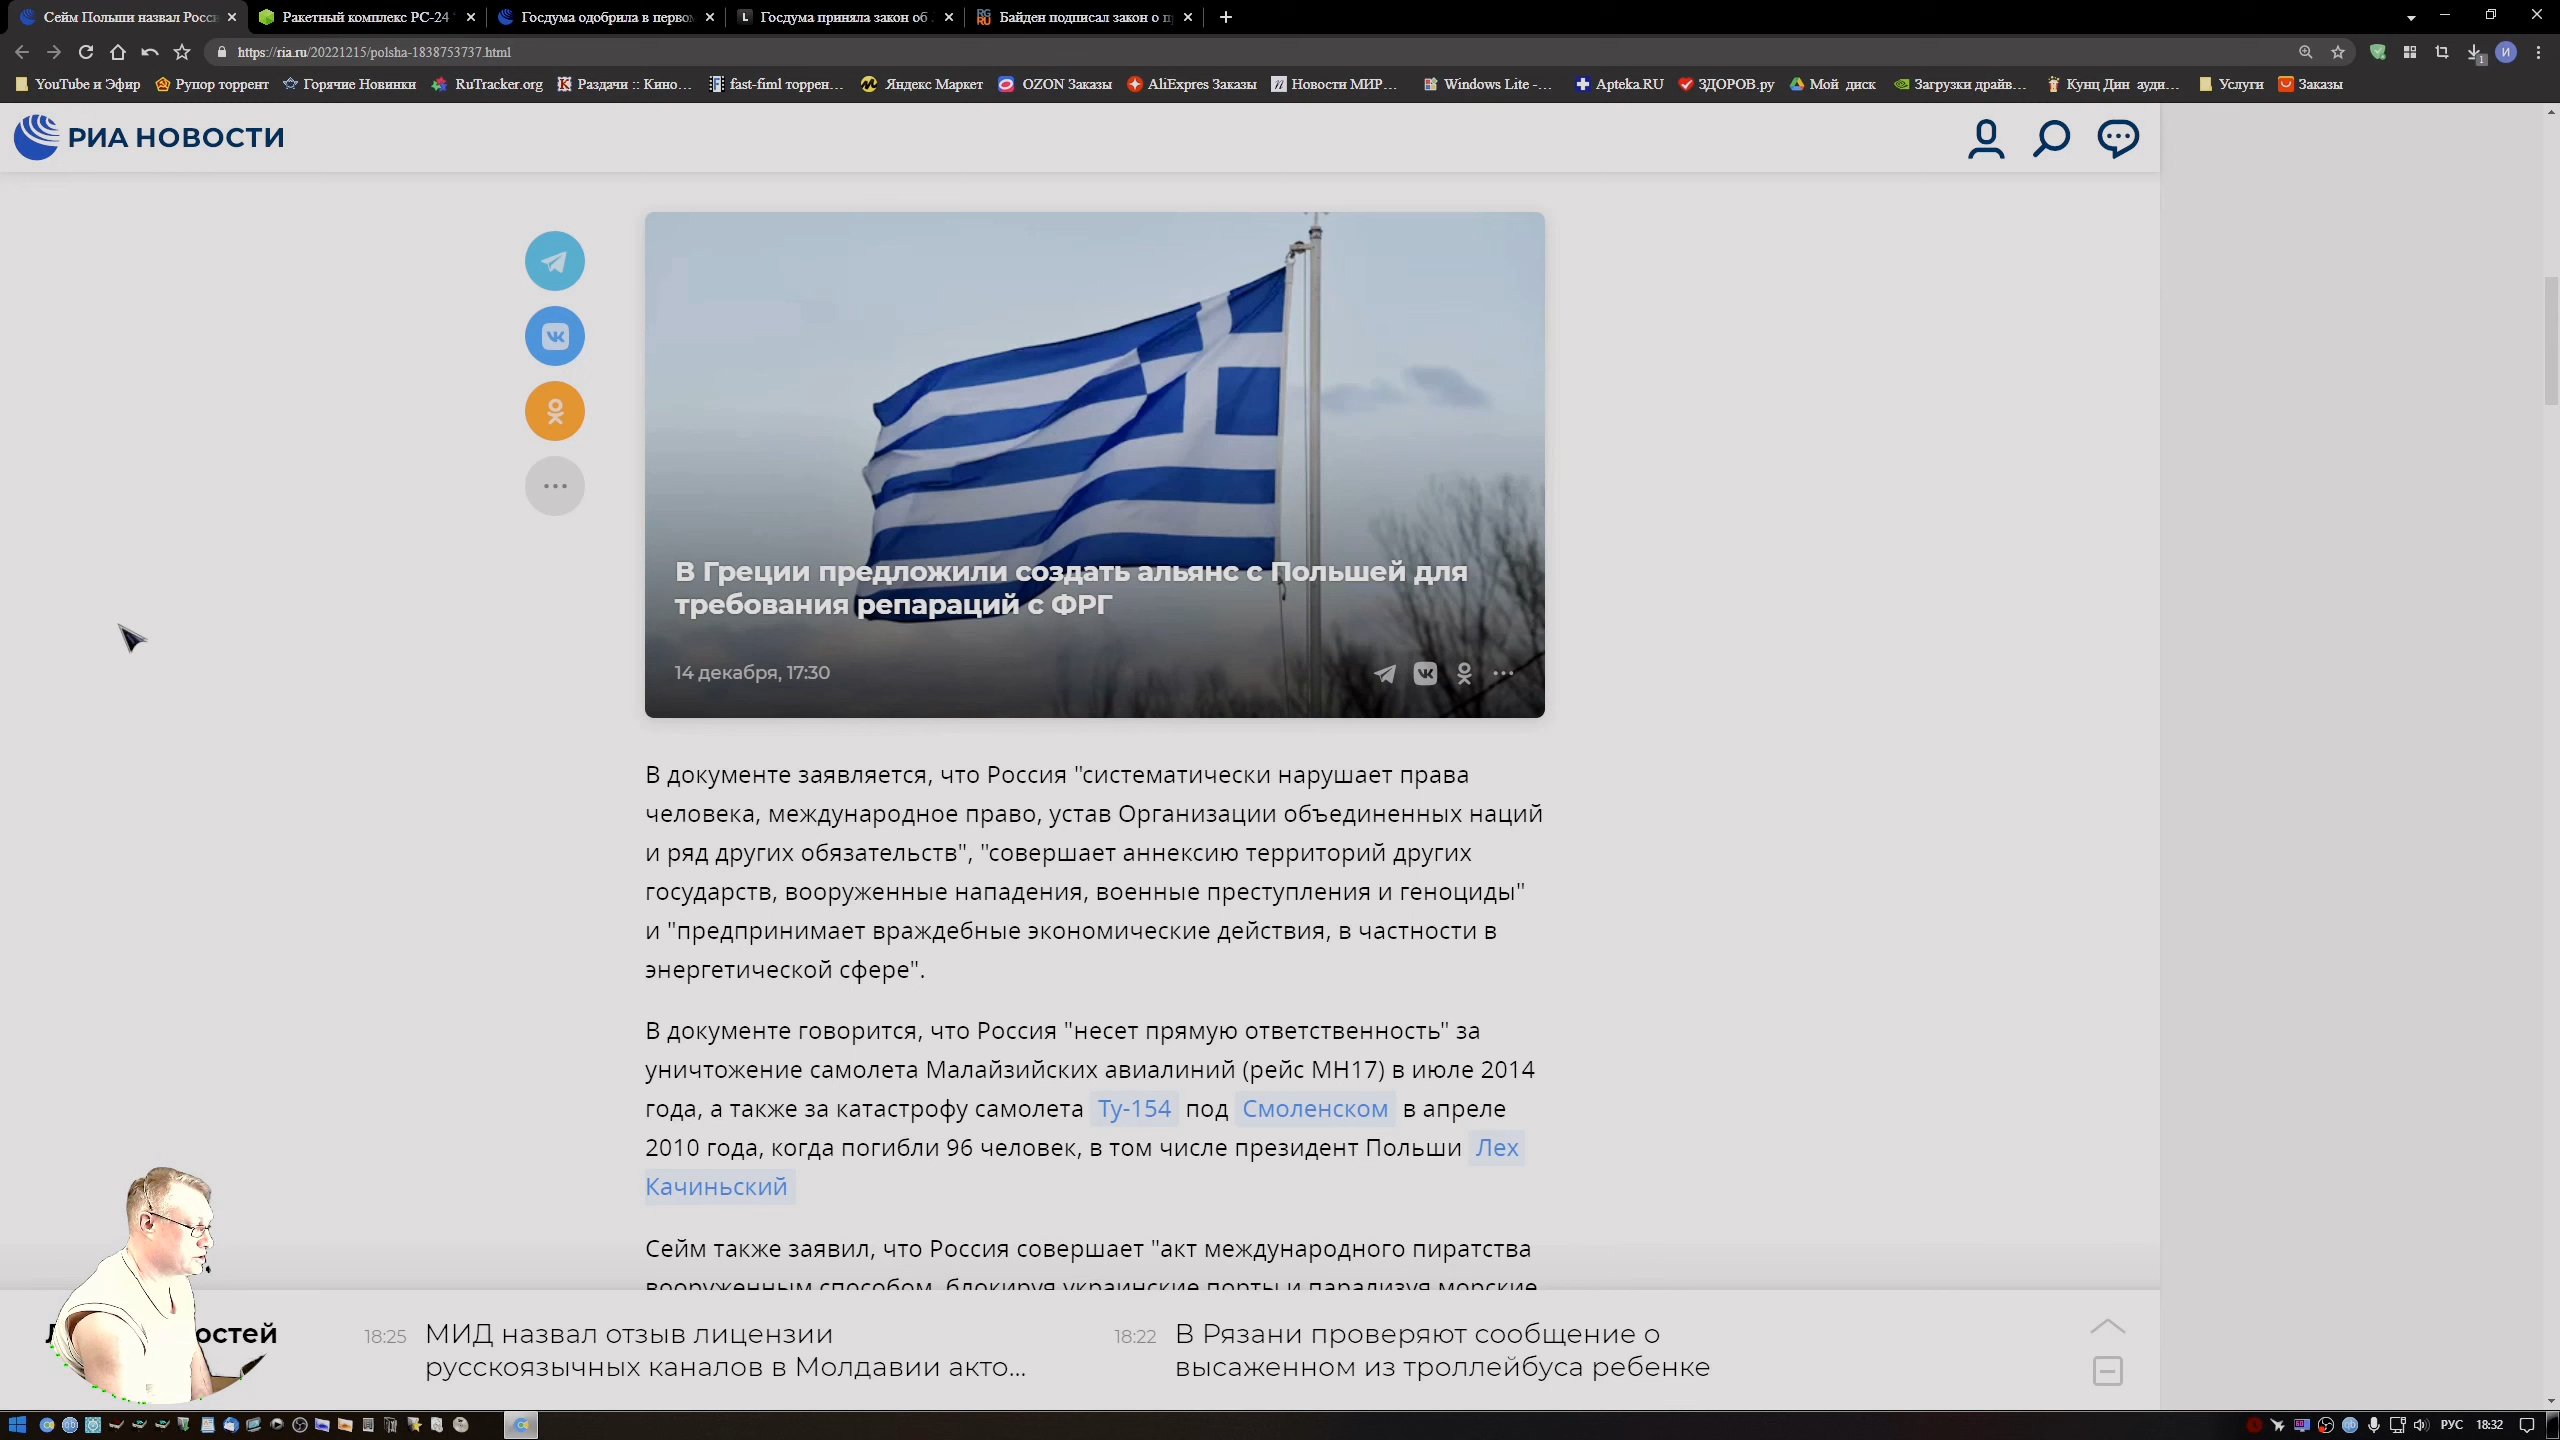 Сейм Польши назвал Росси
Ракетный комплекс РС-24
Госдума одобрила в первом
Госдума приняла закон об
Байден подписал закон о п
https://ria.ru/20221215/polsha-1838753737.html
YouTube и Эфир
Рупор торрент
Горячие Новинки
RuTracker.org
Раздачи :: Кино...
fast-fiml торрен...
Яндекс Маркет
OZON Заказы
AliExpres Заказы
Новости МИР...
Windows Lite -...
Apteka.RU
ЗДОРОВ.ру
Мой диск
Загрузки драйв...
Кунц Дин ауди...
Услуги
Заказы
РИА НОВОСТИ
В Греции предложили создать альянс с Польшей для
требования репараций с ФРГ
14 декабря, 17:30
В документе заявляется, что Россия "систематически нарушает права
человека, международное право, устав Организации объединенных наций
и ряд других обязательств", "совершает аннексию территорий других
государств, вооруженные нападения, военные преступления и геноциды"
и "предпринимает враждебные экономические действия, в частности в
энергетической сфере".
В документе говорится, что Россия "несет прямую ответственность" за
уничтожение самолета Малайзийских авиалиний (рейс MH17) в июле 2014
года, а также за катастрофу самолета Ту-154 под Смоленском в апреле
2010 года, когда погибли 96 человек, в том числе президент Польши Лех
Качиньский
Сейм также заявил, что Россия совершает "акт международного пиратства
вооруженным способом, блокируя украинские порты и парализуя морские
остей
18:25 МИД назвал отзыв лицензии
русскоязычных каналов в Молдавии акто...
18:22 В Рязани проверяют сообщение о
высаженном из троллейбуса ребенке
РУС
18:32